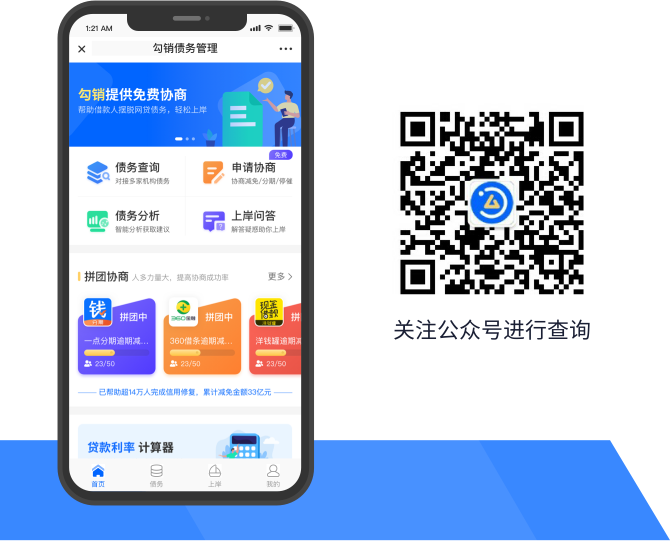 1:21 AM
勾销债务管理
勾销提供免费协商
帮助借款人摆脱网贷债务，轻松上岸
免费
债务查询
对接多家机构债务
申请协商
协商减免/分期/停催
债务分析
智能分析获取建议
上岸问答
解答疑惑助你上岸
拼团协商 人多力量大，提高协商成功率 更多
钱
拼团中
一点分期逾期减...
23/50
360借条
拼团中
360借条逾期减...
23/50
现金借款
拼
洋钱罐逾期减
23/50
已帮助超14万人完成信用修复，累计减免金额33亿元
贷款利率 计算器
首页
债务
上岸
我的
关注公众号进行查询